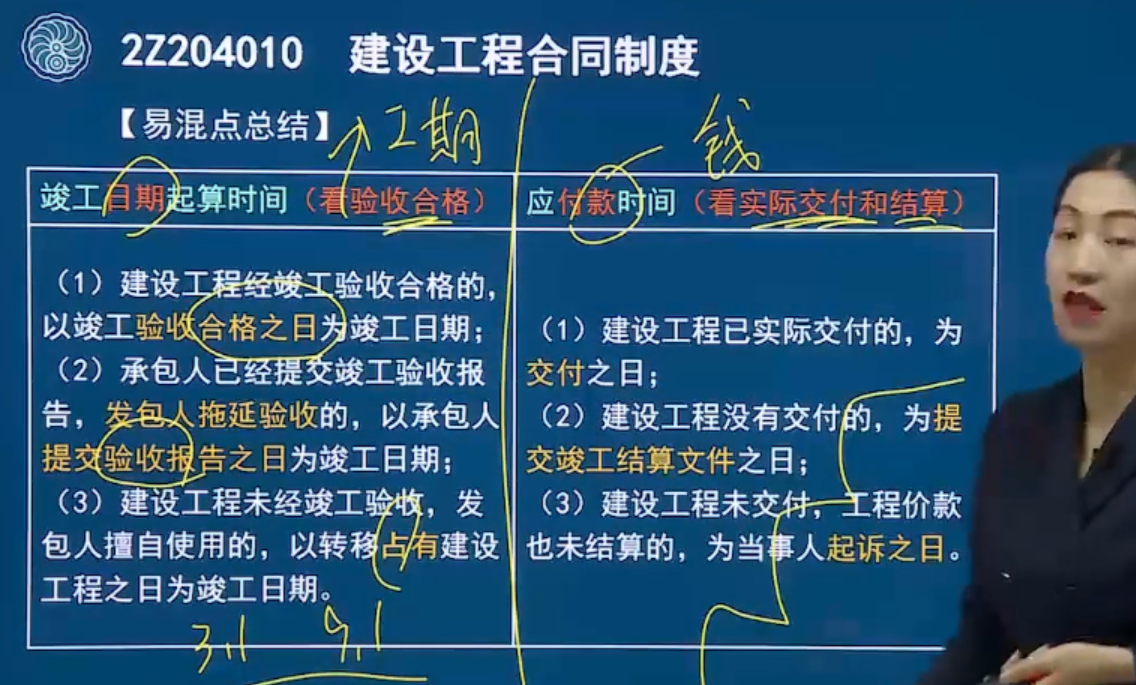 2Z204010 建设工程合同制度
【易混点总结】
工期
钱
竣工日期起算时间（看验收合格）
（1）建设工程经竣工验收合格的，
以竣工验收合格之日为竣工日期；
（2）承包人已经提交竣工验收报
告，发包人拖延验收的，以承包人
提交验收报告之日为竣工日期；
（3）建设工程未经竣工验收，发
包人擅自使用的，以转移占有建设
工程之日为竣工日期。
3.1 9.1
应付款时间（看实际交付和结算）
（1）建设工程已实际交付的，为
交付之日；
（2）建设工程没有交付的，为提
交竣工结算文件之日；
（3）建设工程未交付，工程价款
也未结算的，为当事人起诉之日。